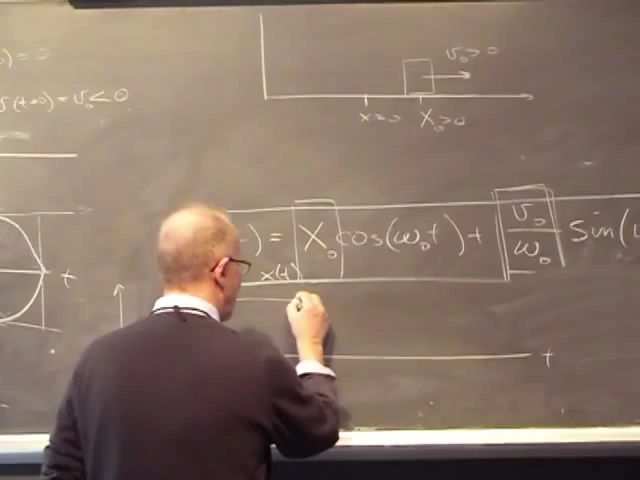 ) = 0
v(t=0) = v₀ < 0
v₀ > 0
x=0 X₀>0
) = X₀ cos(ω₀t) + v₀/ω₀ sin(
t
x(t)
t